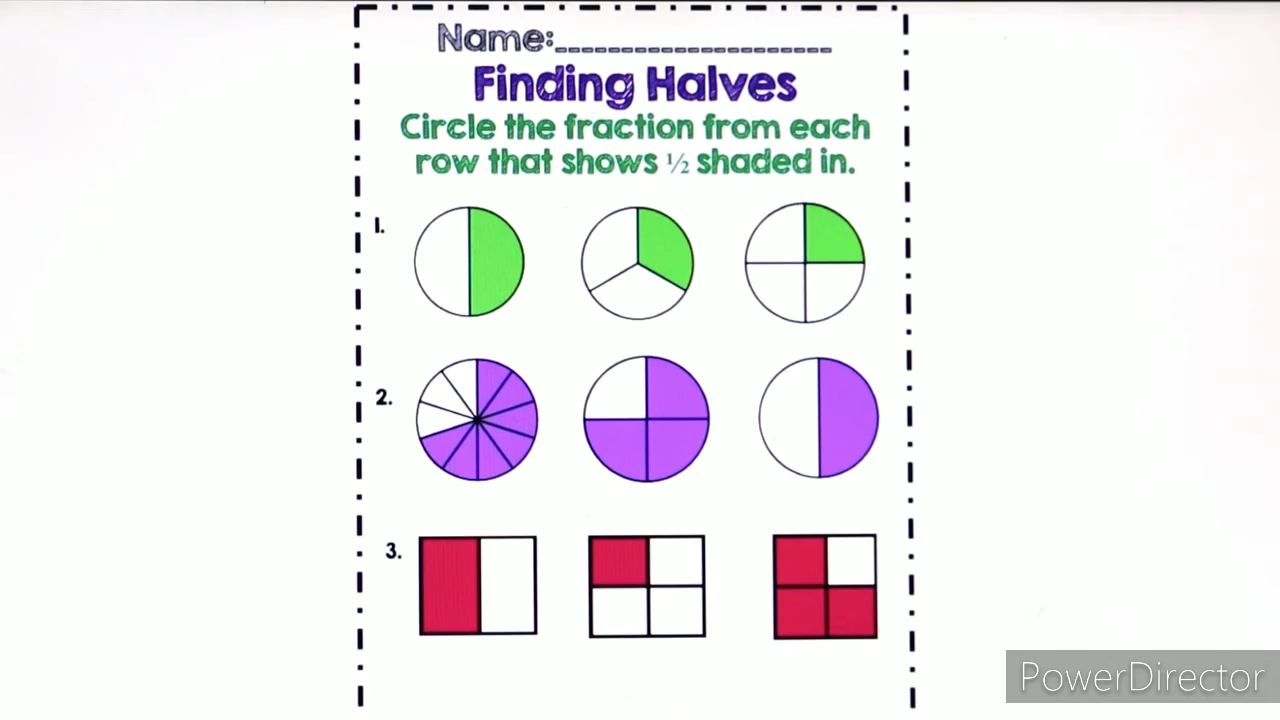 Name:____________________
Finding Halves
Circle the fraction from each
row that shows ½ shaded in.
1.
2.
3.
PowerDirector